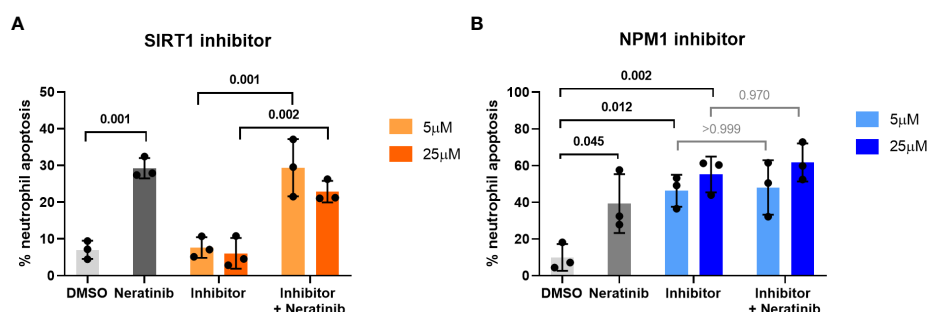 A
SIRT1 inhibitor
% neutrophil apoptosis
50
40
30
20
10
0
0.001
0.001
0.002
5μM
25μM
DMSO
Neratinib
Inhibitor
Inhibitor
+ Neratinib
B
NPM1 inhibitor
% neutrophil apoptosis
100
80
60
40
20
0
0.002
0.012
0.045
0.970
>0.999
5μM
25μM
DMSO
Neratinib
Inhibitor
Inhibitor
+ Neratinib